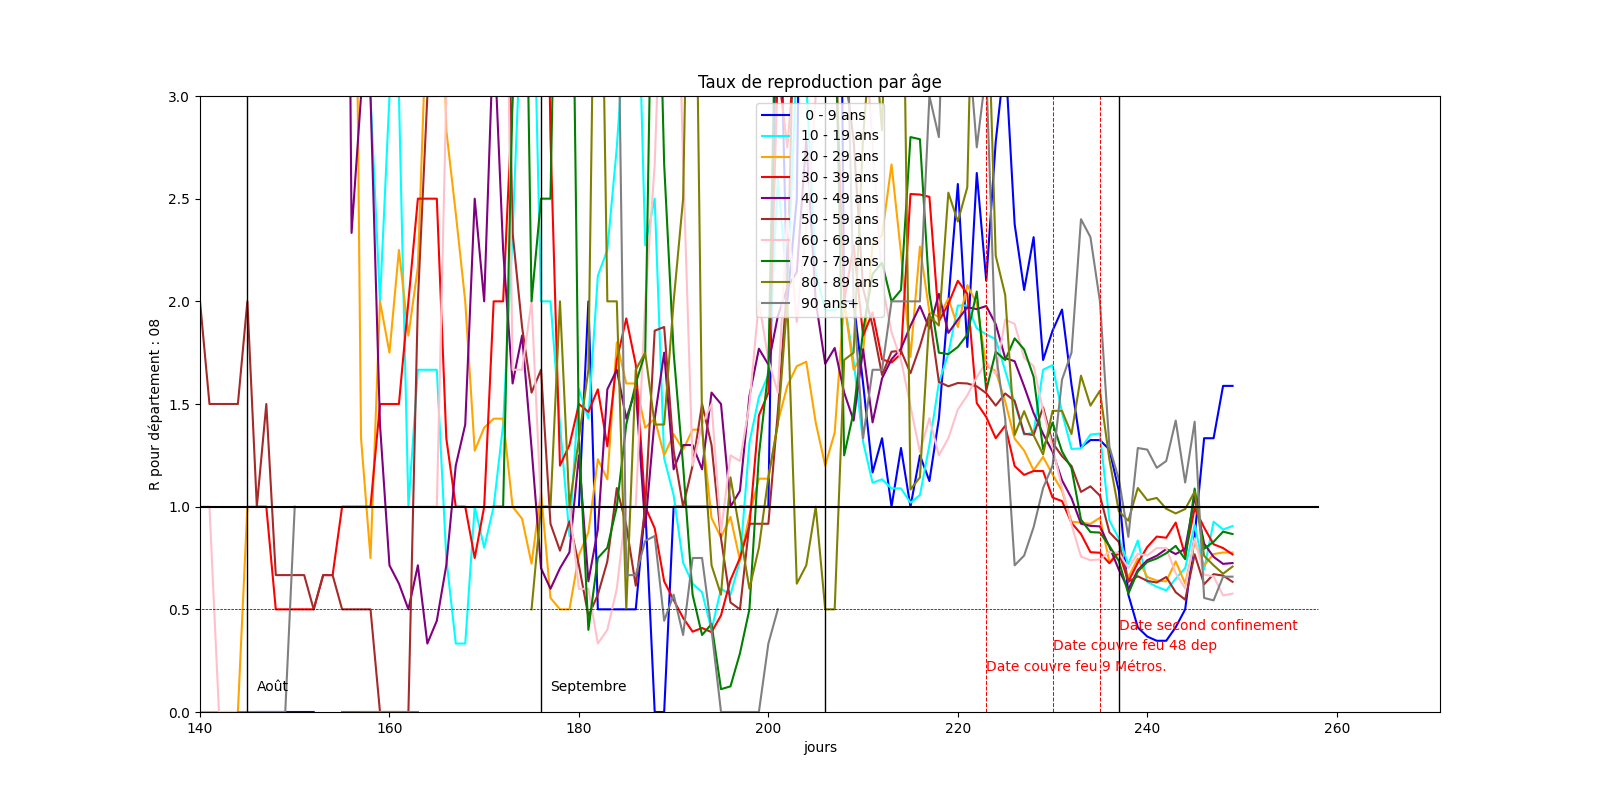 Taux de reproduction par âge
3.0
2.5
2.0
1.5
1.0
0.5
0.0
R pour département : 08
0 - 9 ans
10 - 19 ans
20 - 29 ans
30 - 39 ans
40 - 49 ans
50 - 59 ans
60 - 69 ans
70 - 79 ans
80 - 89 ans
90 ans+
Date second confinement
Date couvre feu 48 dep
Date couvre feu 9 Métros.
Août
Septembre
140
160
180
200
220
240
260
jours